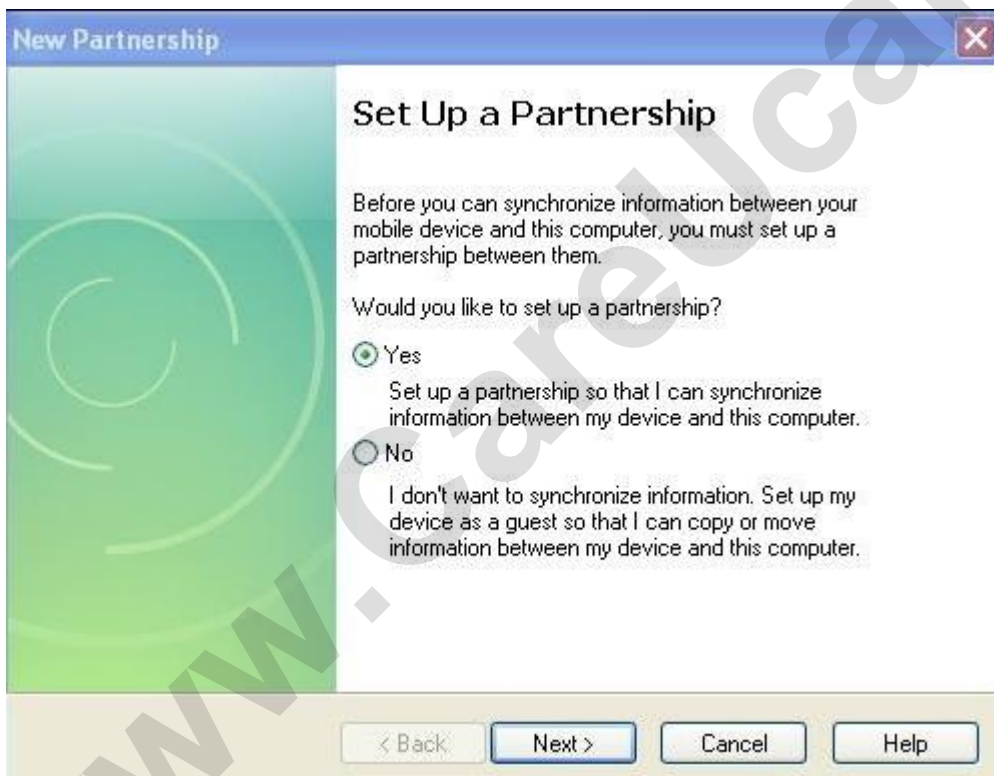 New Partnership
Set Up a Partnership
Before you can synchronize information between your
mobile device and this computer, you must set up a
partnership between them.
Would you like to set up a partnership?
Yes
Set up a partnership so that I can synchronize
information between my device and this computer.
No
I don't want to synchronize information. Set up my
device as a guest so that I can copy or move
information between my device and this computer.
< Back
Next >
Cancel
Help